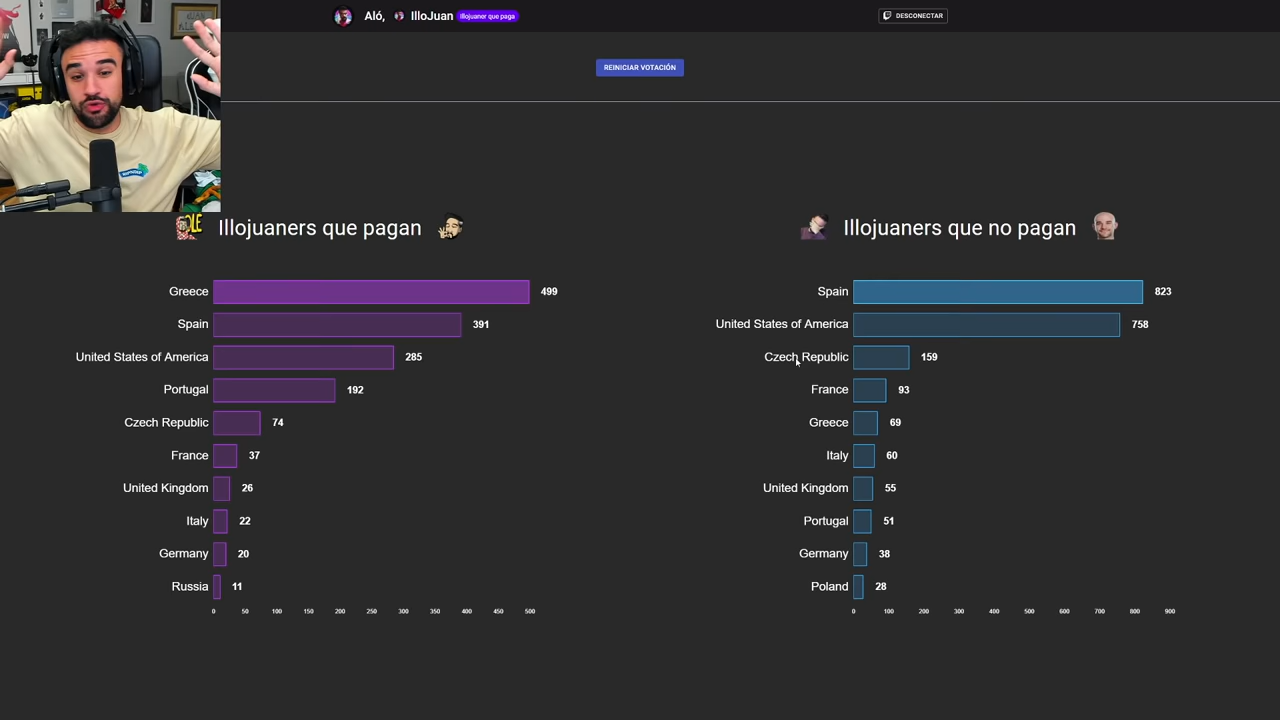 Aló, IlloJuan Illojuaner que paga
DESCONECTAR
REINICIAR VOTACIÓN
Illojuaners que pagan
Greece 499
Spain 391
United States of America 285
Portugal 192
Czech Republic 74
France 37
United Kingdom 26
Italy 22
Germany 20
Russia 11
0 50 100 150 200 250 300 350 400 450 500
Illojuaners que no pagan
Spain 823
United States of America 758
Czech Republic 159
France 93
Greece 69
Italy 60
United Kingdom 55
Portugal 51
Germany 38
Poland 28
0 100 200 300 400 500 600 700 800 900